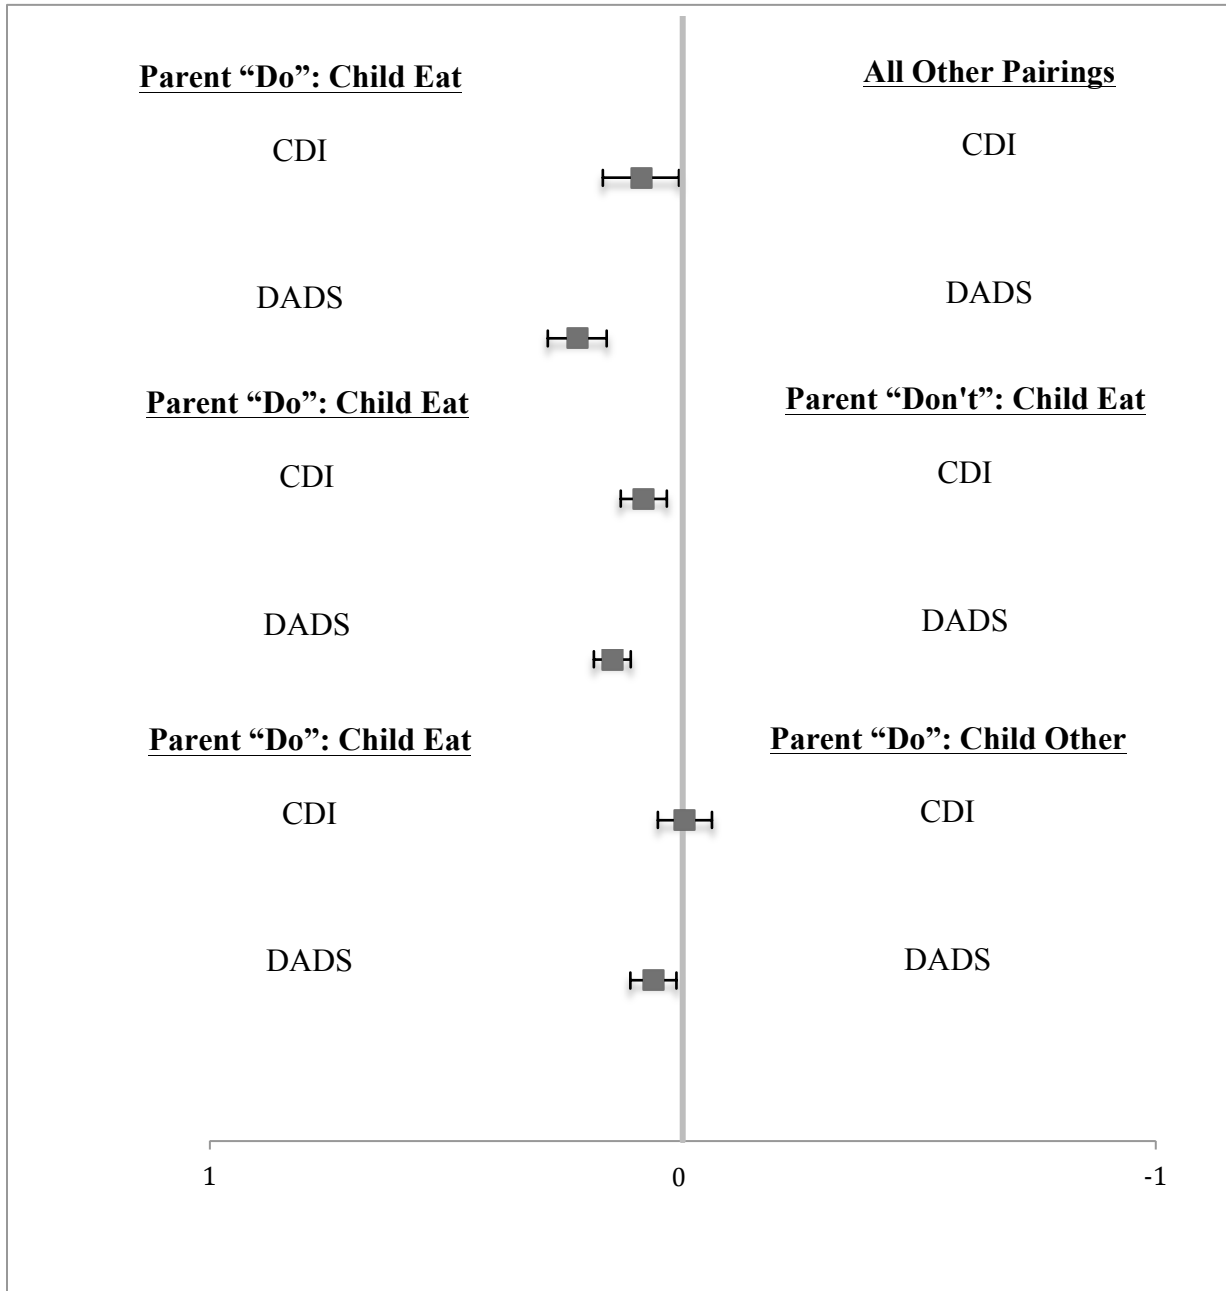 Parent “Do”: Child Eat
All Other Pairings
CDI
CDI
DADS
DADS
Parent “Do”: Child Eat
Parent “Don't”: Child Eat
CDI
CDI
DADS
DADS
Parent “Do”: Child Eat
Parent “Do”: Child Other
CDI
CDI
DADS
DADS
1
0
-1